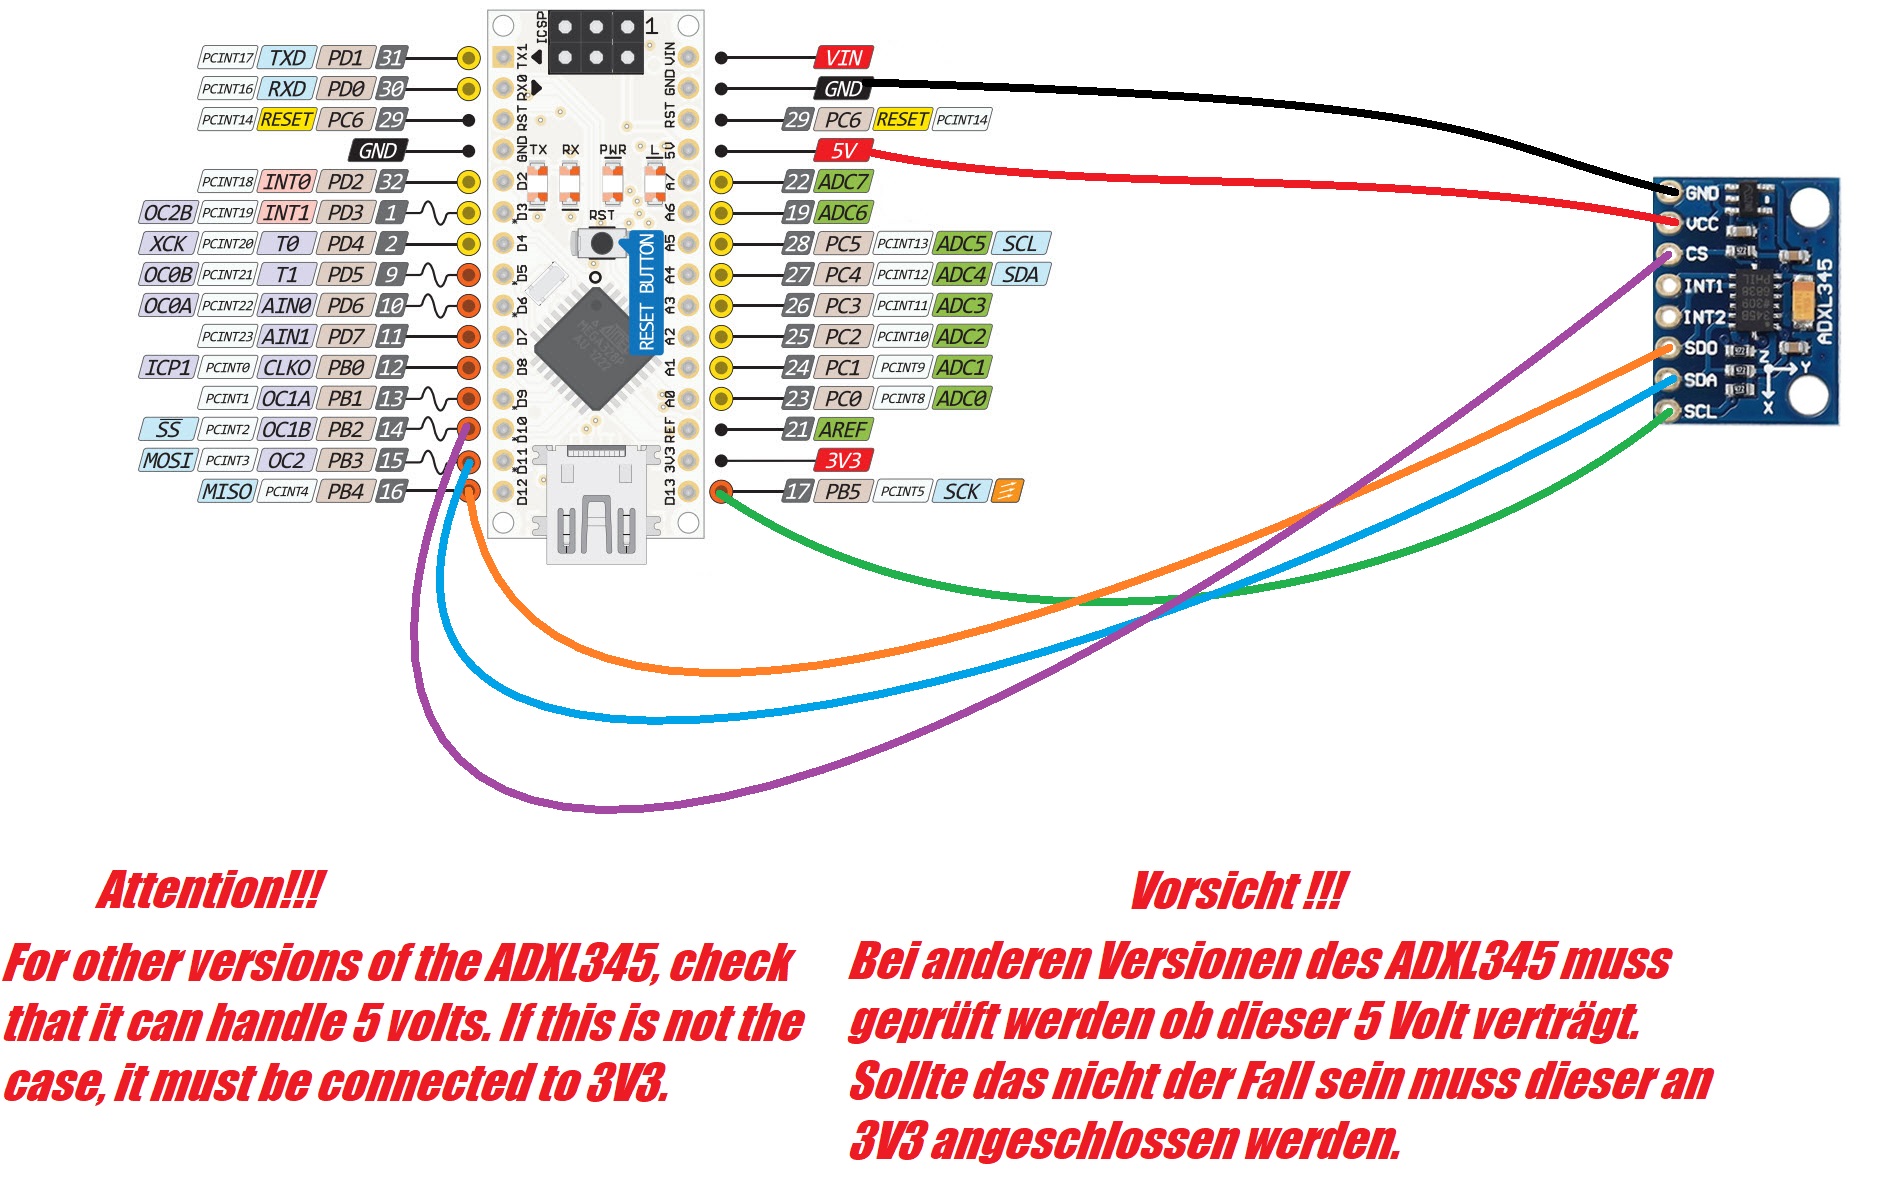 ICSP 1
PCINT17 TXD PD1 31 TX1 VIN VIN
PCINT16 RXD PD0 30 RX0 GND GND
PCINT14 RESET PC6 29 RST RST 29 PC6 RESET PCINT14
GND GND 5V 5V
TX RX PWR L
PCINT18 INT0 PD2 32 D2 A7 22 ADC7
OC2B PCINT19 INT1 PD3 1 *D3 A6 19 ADC6
RST
XCK PCINT20 T0 PD4 2 D4 A5 28 PC5 PCINT13 ADC5 SCL
OC0B PCINT21 T1 PD5 9 *D5 A4 27 PC4 PCINT12 ADC4 SDA
OC0A PCINT22 AIN0 PD6 10 *D6 A3 26 PC3 PCINT11 ADC3
PCINT23 AIN1 PD7 11 D7 A2 25 PC2 PCINT10 ADC2
ICP1 PCINT0 CLKO PB0 12 D8 A1 24 PC1 PCINT9 ADC1
PCINT1 OC1A PB1 13 *D9 A0 23 PC0 PCINT8 ADC0
SS PCINT2 OC1B PB2 14 *D10 REF 21 AREF
MOSI PCINT3 OC2 PB3 15 *D11 3V3 3V3
MISO PCINT4 PB4 16 D12 D13 17 PB5 PCINT5 SCK
RESET BUTTON
GND
VCC
CS
INT1
INT2
SDO
SDA
SCL
ADXL345
Z
Y
X
345B
Attention!!!
For other versions of the ADXL345, check
that it can handle 5 volts. If this is not the
case, it must be connected to 3V3.
Vorsicht !!!
Bei anderen Versionen des ADXL345 muss
geprüft werden ob dieser 5 Volt verträgt.
Sollte das nicht der Fall sein muss dieser an
3V3 angeschlossen werden.